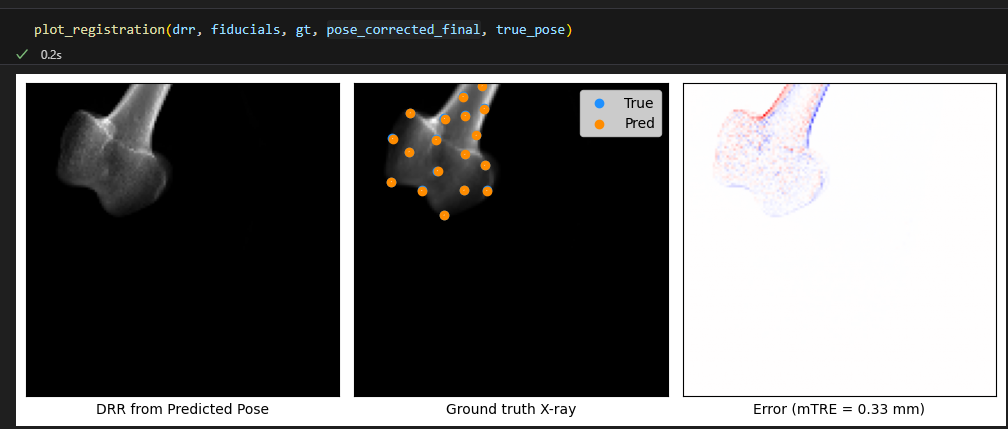 plot_registration(drr, fiducials, gt, pose_corrected_final, true_pose)
0.2s
True
Pred
DRR from Predicted Pose
Ground truth X-ray
Error (mTRE = 0.33 mm)